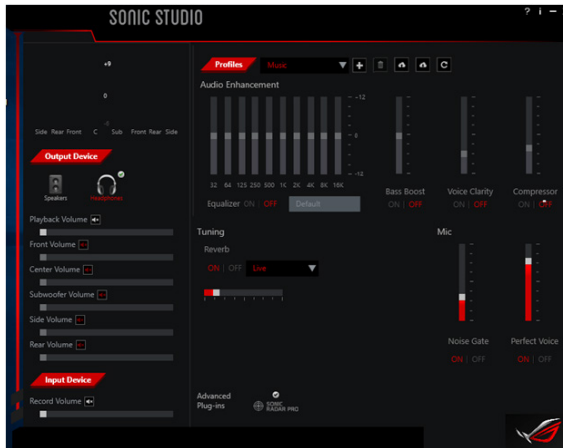 SONIC STUDIO
? i
+9
0
Side Rear Front C Sub Front Rear Side
Output Device
Speakers Headphones
Playback Volume
Front Volume
Center Volume
Subwoofer Volume
Side Volume
Rear Volume
Input Device
Record Volume
Profiles Music
Audio Enhancement
+12
0
-12
32 64 125 250 500 1K 2K 4K 8K 16K
Equalizer ON | OFF Default
Bass Boost Voice Clarity Compressor
ON | OFF ON | OFF ON | OFF
Tuning
Reverb
ON | OFF Live
Mic
Noise Gate Perfect Voice
ON | OFF ON | OFF
Advanced
Plug-ins
SONIC
RADAR PRO